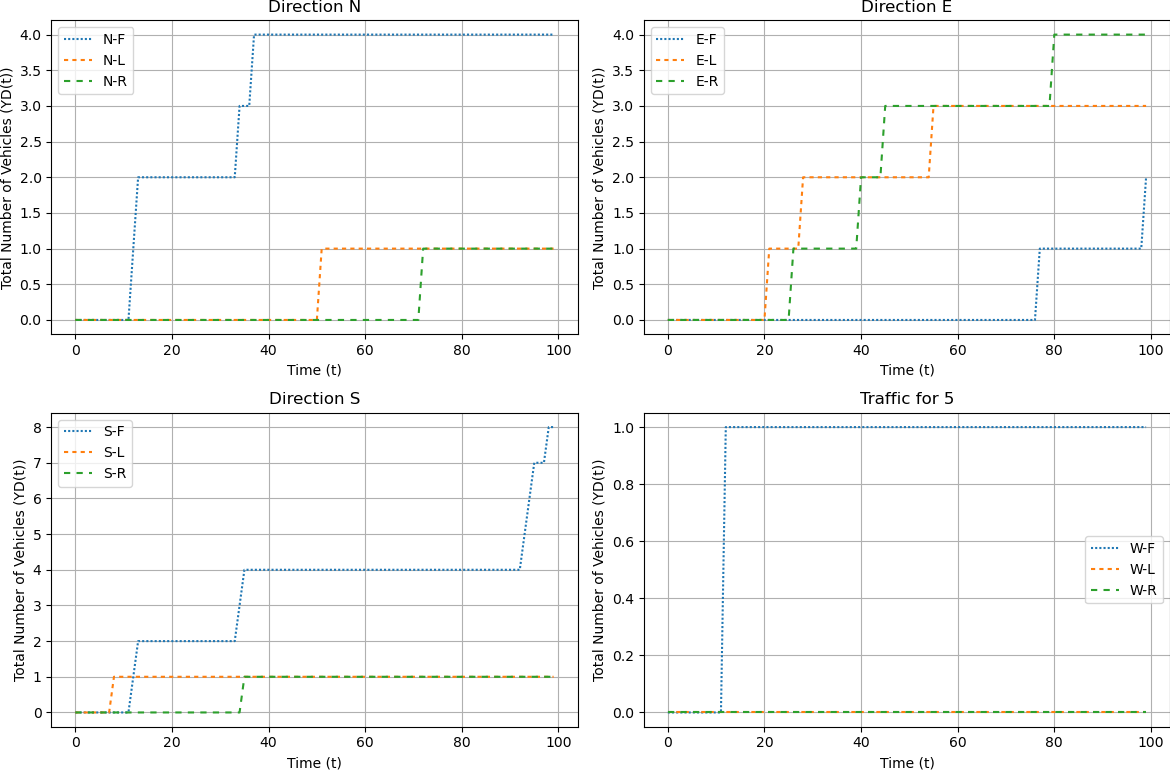 Direction N
Total Number of Vehicles (YD(t))
4.0
3.5
3.0
2.5
2.0
1.5
1.0
0.5
0.0
N-F
N-L
N-R
0 20 40 60 80 100
Time (t)
Direction E
Total Number of Vehicles (YD(t))
4.0
3.5
3.0
2.5
2.0
1.5
1.0
0.5
0.0
E-F
E-L
E-R
0 20 40 60 80 100
Time (t)
Direction S
Total Number of Vehicles (YD(t))
8
7
6
5
4
3
2
1
0
S-F
S-L
S-R
0 20 40 60 80 100
Time (t)
Traffic for 5
Total Number of Vehicles (YD(t))
1.0
0.8
0.6
0.4
0.2
0.0
W-F
W-L
W-R
0 20 40 60 80 100
Time (t)